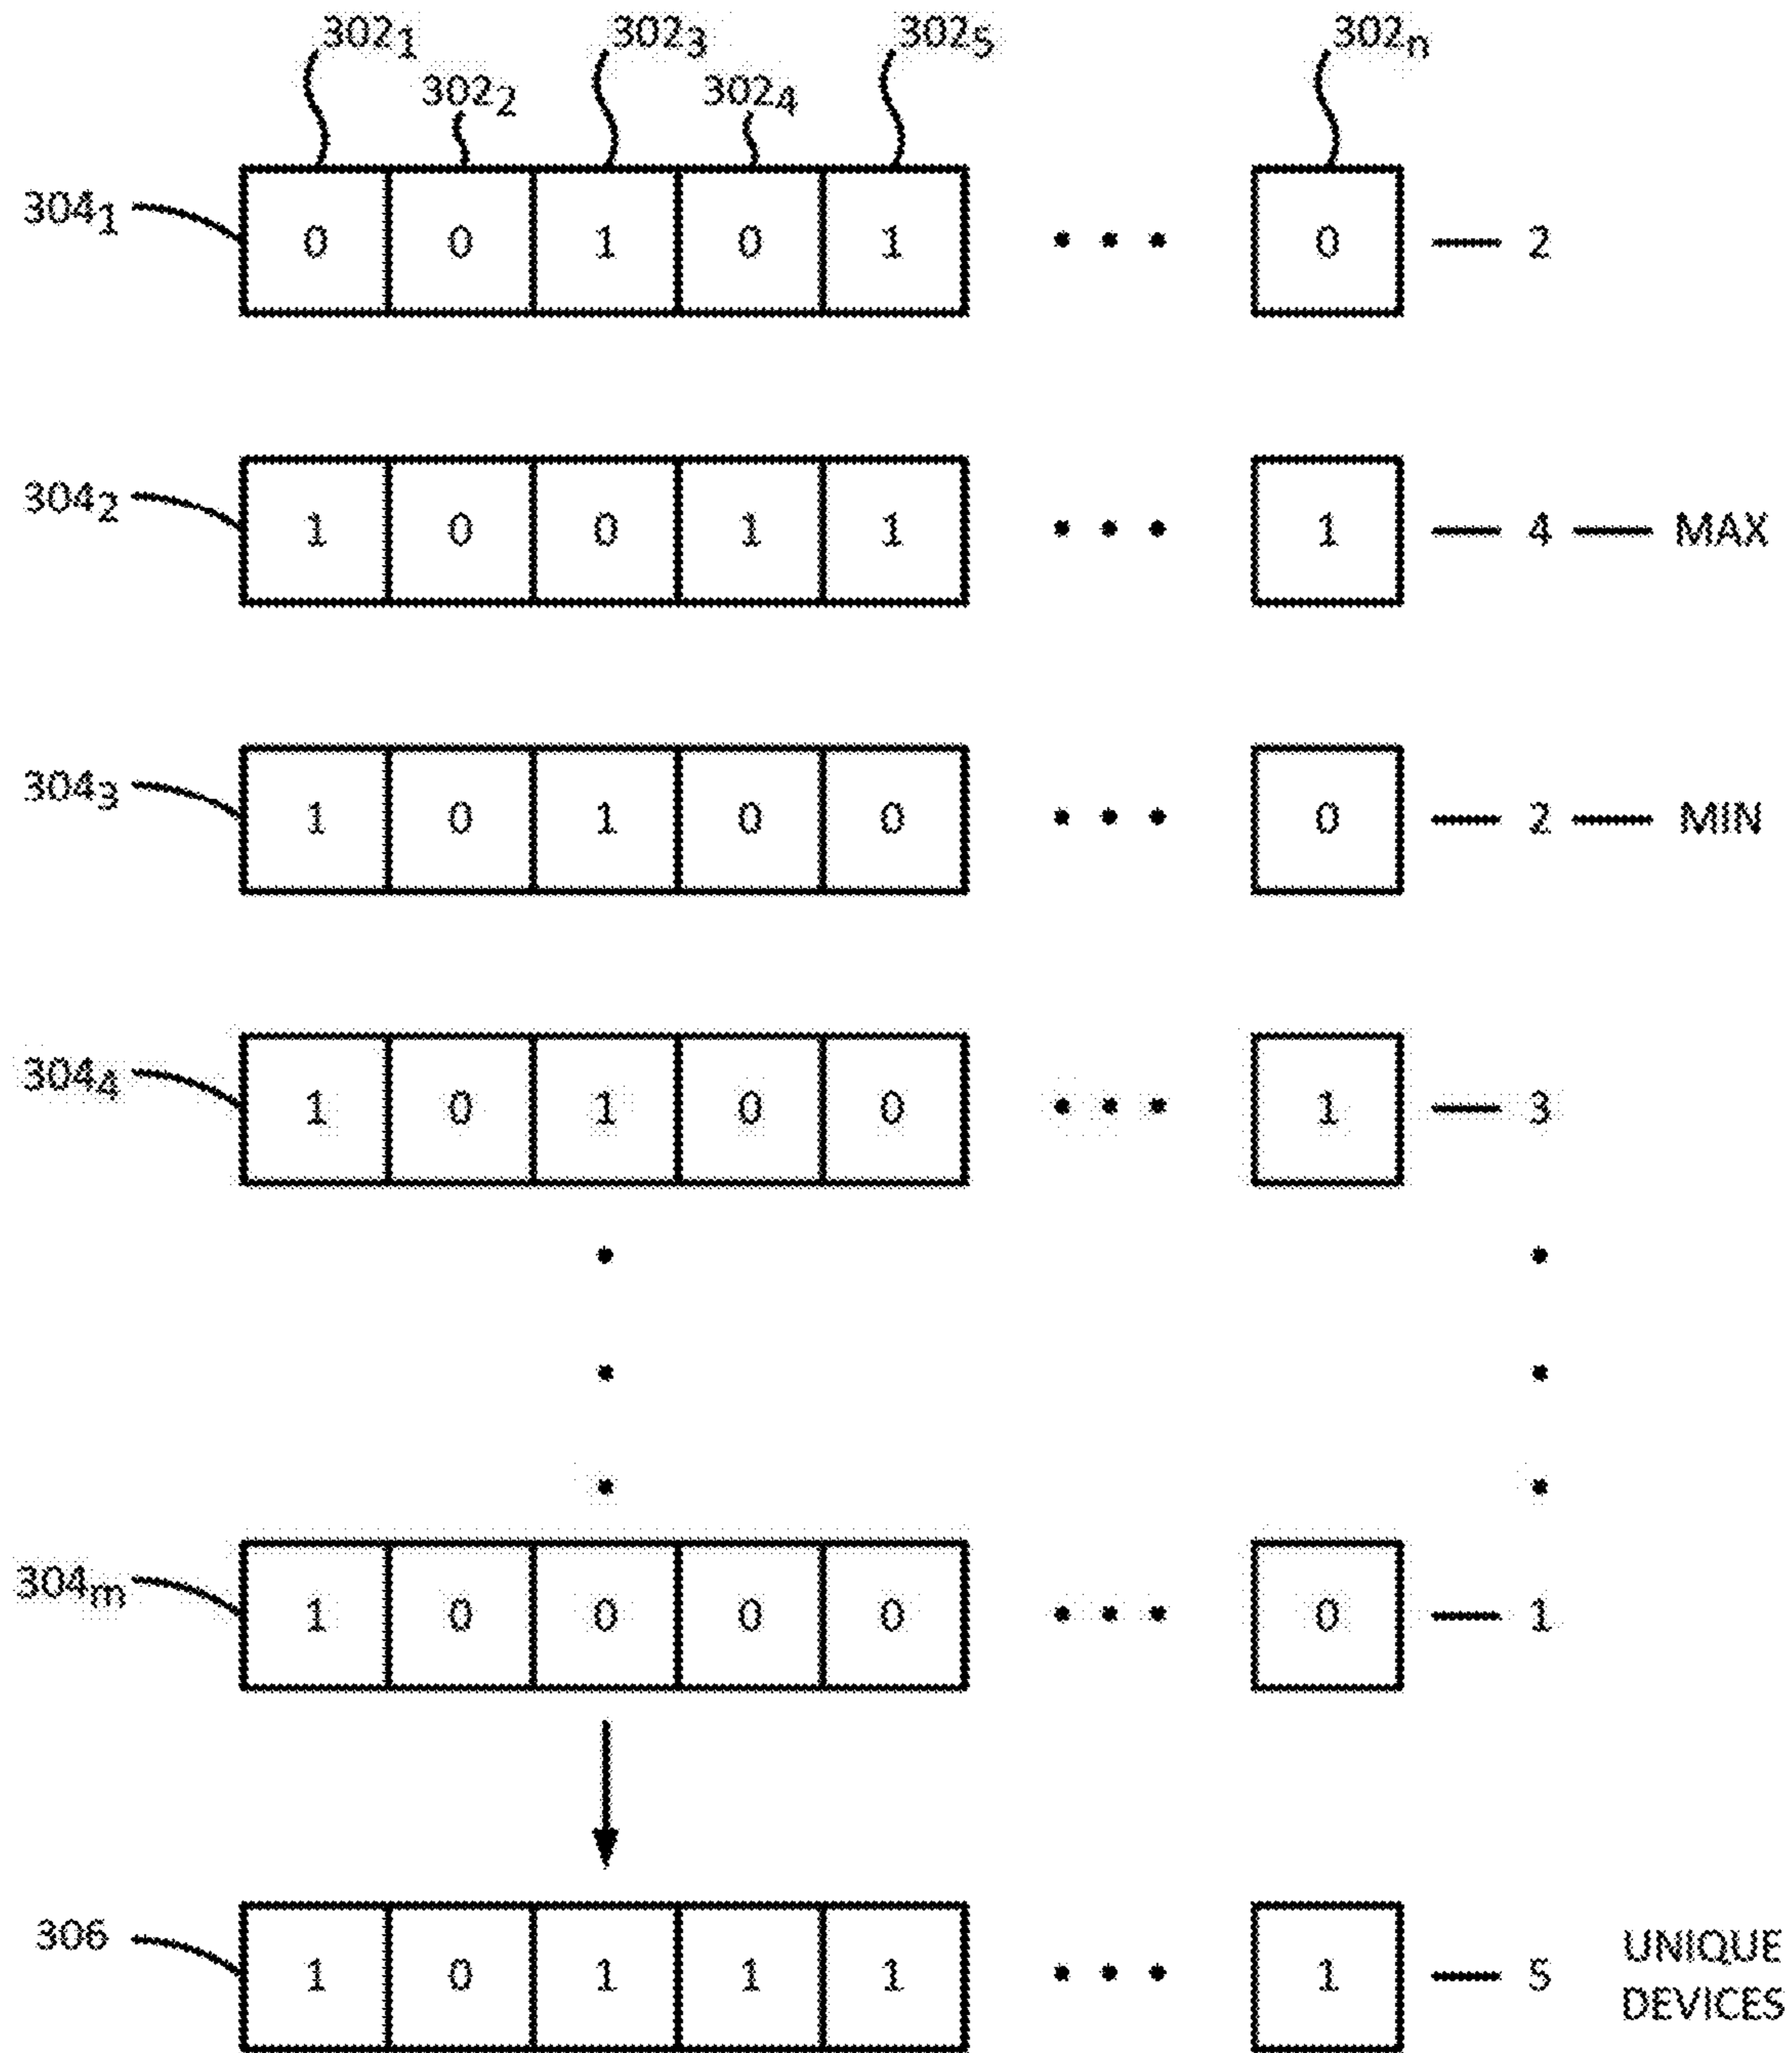 302₁ 302₃ 302₅ 302ₙ
302₂ 302₄
304₁ 0 0 1 0 1 • • • 0 — 2
304₂ 1 0 0 1 1 • • • 1 — 4 — MAX
304₃ 1 0 1 0 0 • • • 0 — 2 — MIN
304₄ 1 0 1 0 0 • • • 1 — 3
304ₘ 1 0 0 0 0 • • • 0 — 1
306 1 0 1 1 1 • • • 1 — 5 UNIQUE
DEVICES